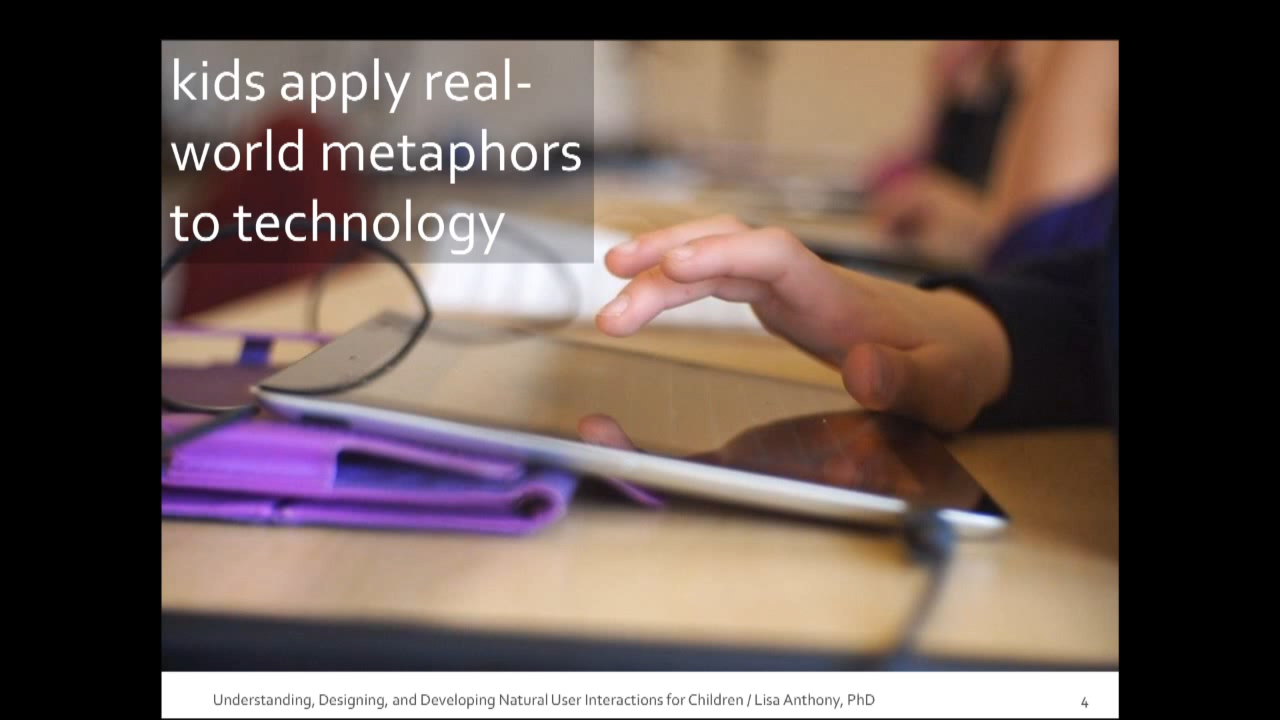 kids apply real-
world metaphors
to technology
Understanding, Designing, and Developing Natural User Interactions for Children / Lisa Anthony, PhD
4